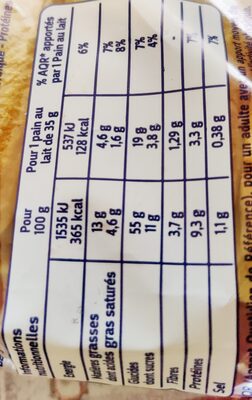 Informations nutritionnelles
Pour 100 g
Pour 1 pain au lait de 35 g
% AQR* apportés par 1 Pain au lait
Energie 1535 kJ 537 kJ
365 kcal 128 kcal 6%
Matières grasses 13 g 4,6 g 7%
dont acides gras saturés 4,6 g 1,6 g 8%
Glucides 55 g 19 g 7%
dont sucres 11 g 3,8 g 4%
Fibres 3,7 g 1,29 g -
Protéines 9,3 g 3,3 g
Sel 1,1 g 0,38 g 7%